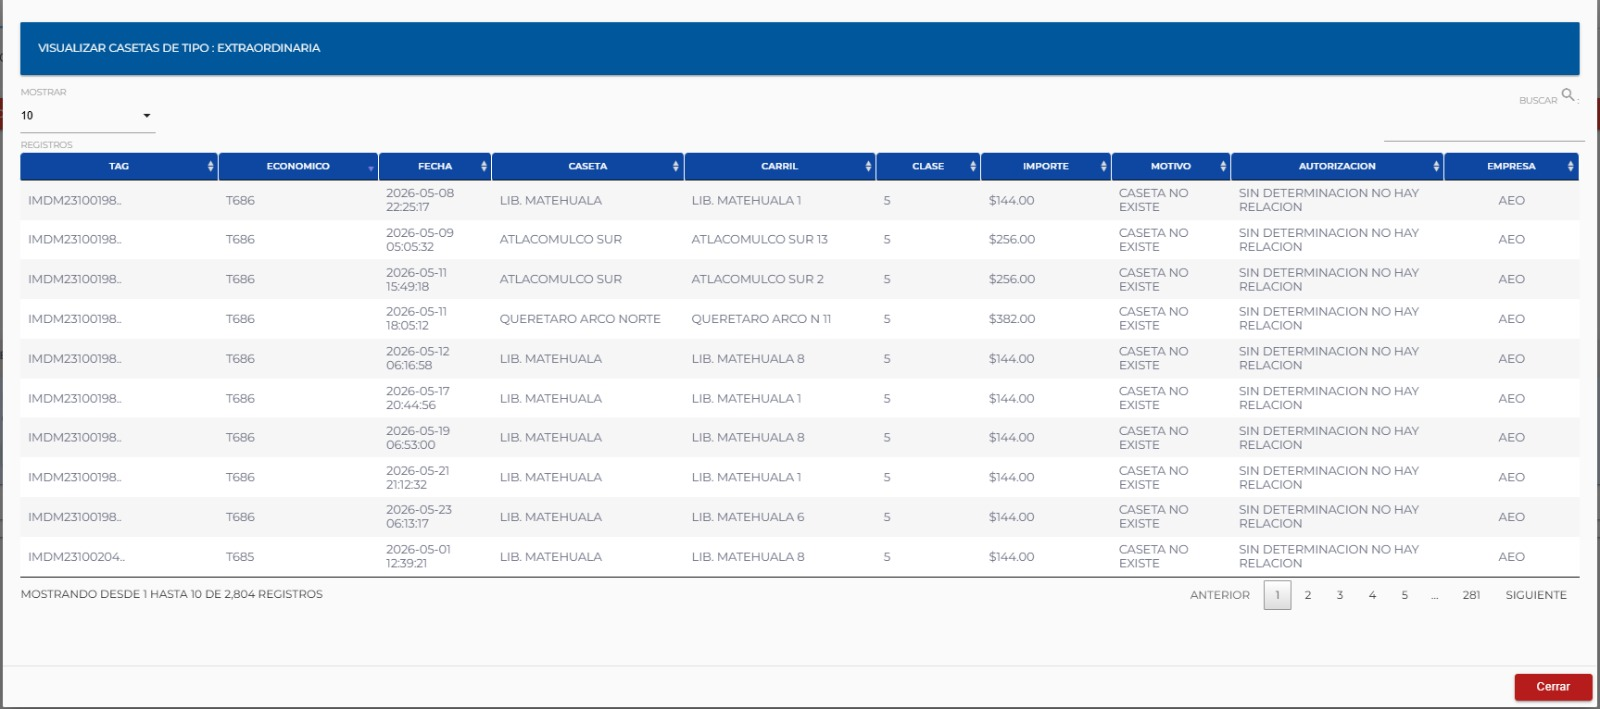 VISUALIZAR CASETAS DE TIPO : EXTRAORDINARIA
MOSTRAR
10
BUSCAR :
REGISTROS
TAG ECONOMICO FECHA CASETA CARRIL CLASE IMPORTE MOTIVO AUTORIZACION EMPRESA
IMDM23100198.. T686 2026-05-08 22:25:17 LIB. MATEHUALA LIB. MATEHUALA 1 5 $144.00 CASETA NO EXISTE SIN DETERMINACION NO HAY RELACION AEO
IMDM23100198.. T686 2026-05-09 05:05:32 ATLACOMULCO SUR ATLACOMULCO SUR 13 5 $256.00 CASETA NO EXISTE SIN DETERMINACION NO HAY RELACION AEO
IMDM23100198.. T686 2026-05-11 15:49:18 ATLACOMULCO SUR ATLACOMULCO SUR 2 5 $256.00 CASETA NO EXISTE SIN DETERMINACION NO HAY RELACION AEO
IMDM23100198.. T686 2026-05-11 18:05:12 QUERETARO ARCO NORTE QUERETARO ARCO N 11 5 $382.00 CASETA NO EXISTE SIN DETERMINACION NO HAY RELACION AEO
IMDM23100198.. T686 2026-05-12 06:16:58 LIB. MATEHUALA LIB. MATEHUALA 8 5 $144.00 CASETA NO EXISTE SIN DETERMINACION NO HAY RELACION AEO
IMDM23100198.. T686 2026-05-17 20:44:56 LIB. MATEHUALA LIB. MATEHUALA 1 5 $144.00 CASETA NO EXISTE SIN DETERMINACION NO HAY RELACION AEO
IMDM23100198.. T686 2026-05-19 06:53:00 LIB. MATEHUALA LIB. MATEHUALA 8 5 $144.00 CASETA NO EXISTE SIN DETERMINACION NO HAY RELACION AEO
IMDM23100198.. T686 2026-05-21 21:12:32 LIB. MATEHUALA LIB. MATEHUALA 1 5 $144.00 CASETA NO EXISTE SIN DETERMINACION NO HAY RELACION AEO
IMDM23100198.. T686 2026-05-23 06:13:17 LIB. MATEHUALA LIB. MATEHUALA 6 5 $144.00 CASETA NO EXISTE SIN DETERMINACION NO HAY RELACION AEO
IMDM23100204.. T685 2026-05-01 12:39:21 LIB. MATEHUALA LIB. MATEHUALA 8 5 $144.00 CASETA NO EXISTE SIN DETERMINACION NO HAY RELACION AEO
MOSTRANDO DESDE 1 HASTA 10 DE 2,804 REGISTROS
ANTERIOR 1 2 3 4 5 ... 281 SIGUIENTE
Cerrar